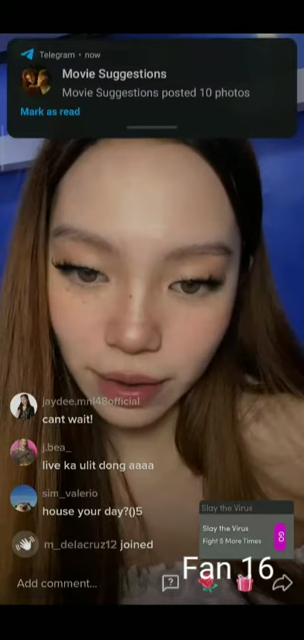 Telegram • now
Movie Suggestions
Movie Suggestions posted 10 photos
Mark as read
jaydee.mnl48official
cant wait!
j.bea_
live ka ulit dong aaaa
sim_valerio
house your day?()5
m_delacruz12 joined
Slay the Virus
Slay the Virus
Fight 5 More Times
Add comment...
Fan 16